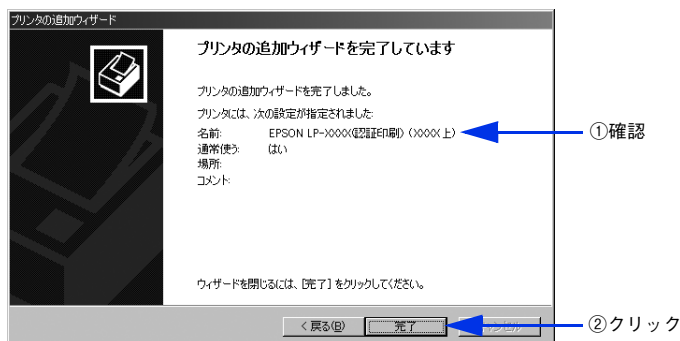 プリンタの追加ウィザード
プリンタの追加ウィザードを完了しています
プリンタの追加ウィザードを完了しました。
プリンタには、次の設定が指定されました:
名前: EPSON LP-XXXX(認証印刷) (XXXX 上)
①確認
通常使う: はい
場所:
コメント:
ウィザードを閉じるには、[完了] をクリックしてください。
< 戻る(B) 完了
②クリック